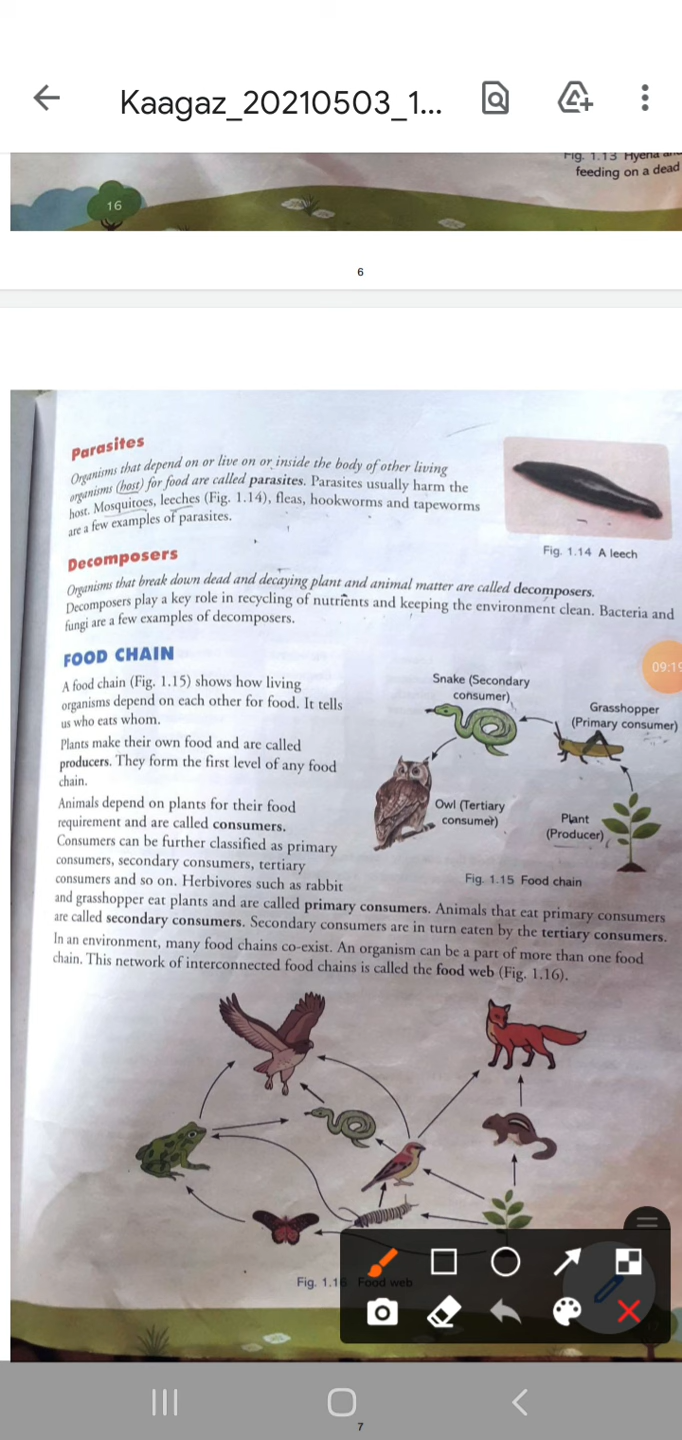 Kaagaz_20210503_1...
Fig. 1.13 Hyena
feeding on a dead
16
6
Parasites
Organisms that depend on or live on or inside the body of other living
organisms (host) for food are called parasites. Parasites usually harm the
host. Mosquitoes, leeches (Fig. 1.14), fleas, hookworms and tapeworms
are a few examples of parasites.
Fig. 1.14 A leech
Decomposers
Organisms that break down dead and decaying plant and animal matter are called decomposers.
Decomposers play a key role in recycling of nutrients and keeping the environment clean. Bacteria and
fungi are a few examples of decomposers.
FOOD CHAIN
A food chain (Fig. 1.15) shows how living
organisms depend on each other for food. It tells
us who eats whom.
Plants make their own food and are called
producers. They form the first level of any food
chain.
Animals depend on plants for their food
requirement and are called consumers.
Consumers can be further classified as primary
consumers, secondary consumers, tertiary
consumers and so on. Herbivores such as rabbit
and grasshopper eat plants and are called primary consumers. Animals that eat primary consumers
are called secondary consumers. Secondary consumers are in turn eaten by the tertiary consumers.
In an environment, many food chains co-exist. An organism can be a part of more than one food
chain. This network of interconnected food chains is called the food web (Fig. 1.16).
09:19
Snake (Secondary
consumer)
Grasshopper
(Primary consumer)
Owl (Tertiary
consumer)
Plant
(Producer)
Fig. 1.15 Food chain
Fig. 1.16 Food web
7